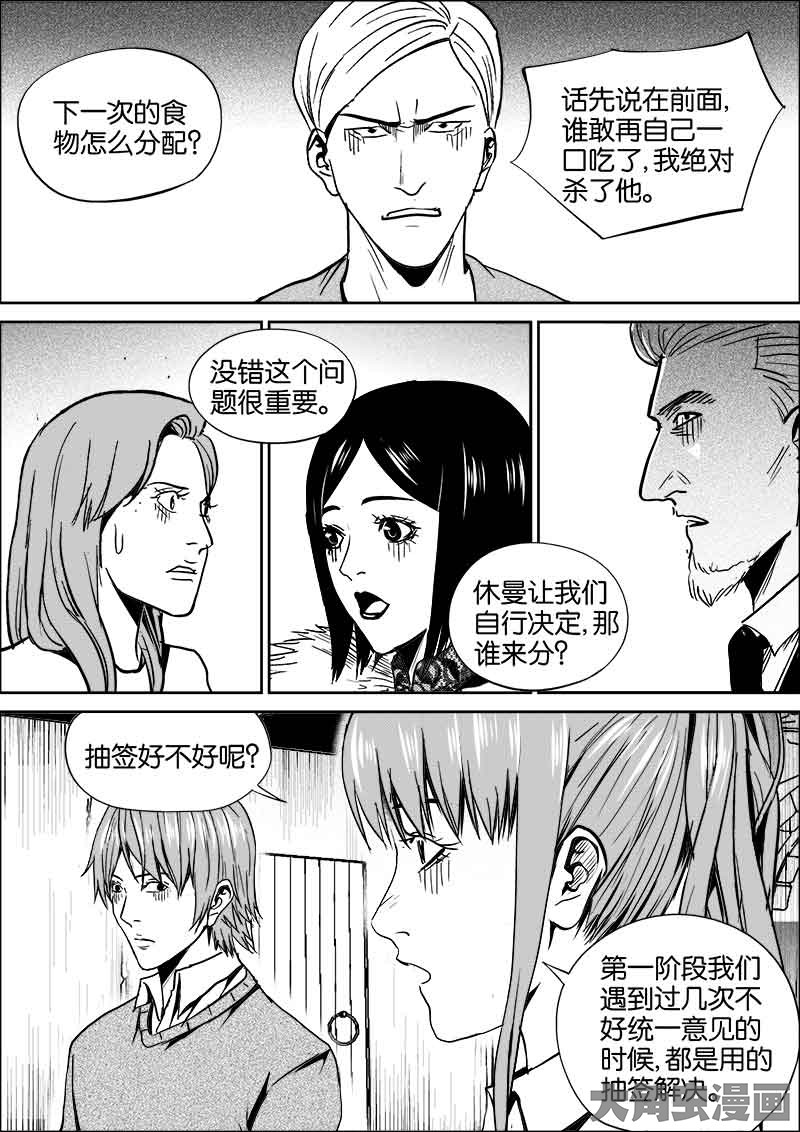 下一次的食
物怎么分配？
话先说在前面，
谁敢再自己一
口吃了，我绝对
杀了他。
没错这个问
题很重要。
休曼让我们
自行决定，那
谁来分？
抽签好不好呢？
第一阶段我们
遇到过几次不
好统一意见的
时候，都是用的
抽签解决。
大角虫漫画